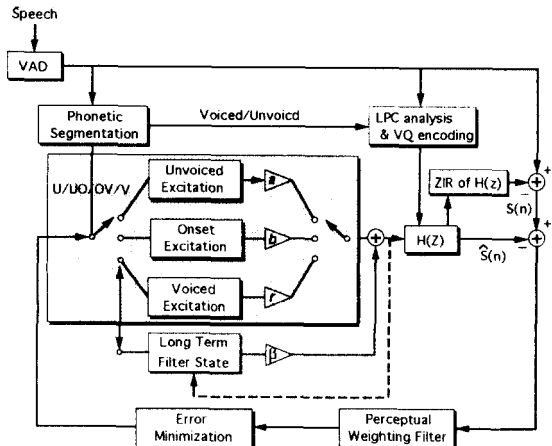 Speech
VAD
Phonetic
Segmentation
Voiced/Unvoicd
LPC analysis
& VQ encoding
U/UO/OV/V
Unvoiced
Excitation
a
ZIR of H(z)
+
−
+
S(n)
+
Onset
Excitation
b
+
H(Z)
Ŝ(n)
−
+
Voiced
Excitation
r
Long Term
Filter State
β
Error
Minimization
Perceptual
Weighting Filter